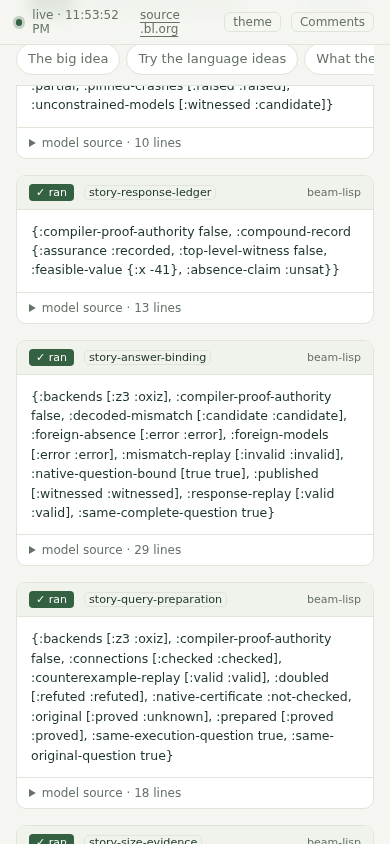 live · 11:53:52 PM
source .bl.org
theme
Comments
The big idea
Try the language ideas
What the
:partial, :pinned-crashes [:raised :raised],
:unconstrained-models [:witnessed :candidate]}
▶ model source · 10 lines
✓ ran story-response-ledger beam-lisp
{:compiler-proof-authority false, :compound-record
{:assurance :recorded, :top-level-witness false,
:feasible-value {:x -41}, :absence-claim :unsat}}
▶ model source · 13 lines
✓ ran story-answer-binding beam-lisp
{:backends [:z3 :oxiz], :compiler-proof-authority
false, :decoded-mismatch [:candidate :candidate],
:foreign-absence [:error :error], :foreign-models
[:error :error], :mismatch-replay [:invalid :invalid],
:native-question-bound [true true], :published
[:witnessed :witnessed], :response-replay [:valid
:valid], :same-complete-question true}
▶ model source · 29 lines
✓ ran story-query-preparation beam-lisp
{:backends [:z3 :oxiz], :compiler-proof-authority
false, :connections [:checked :checked],
:counterexample-replay [:valid :valid], :doubled
[:refuted :refuted], :native-certificate :not-checked,
:original [:proved :unknown], :prepared [:proved
:proved], :same-execution-question true, :same-
original-question true}
▶ model source · 18 lines
✓ ran story-size-evidence beam-lisp